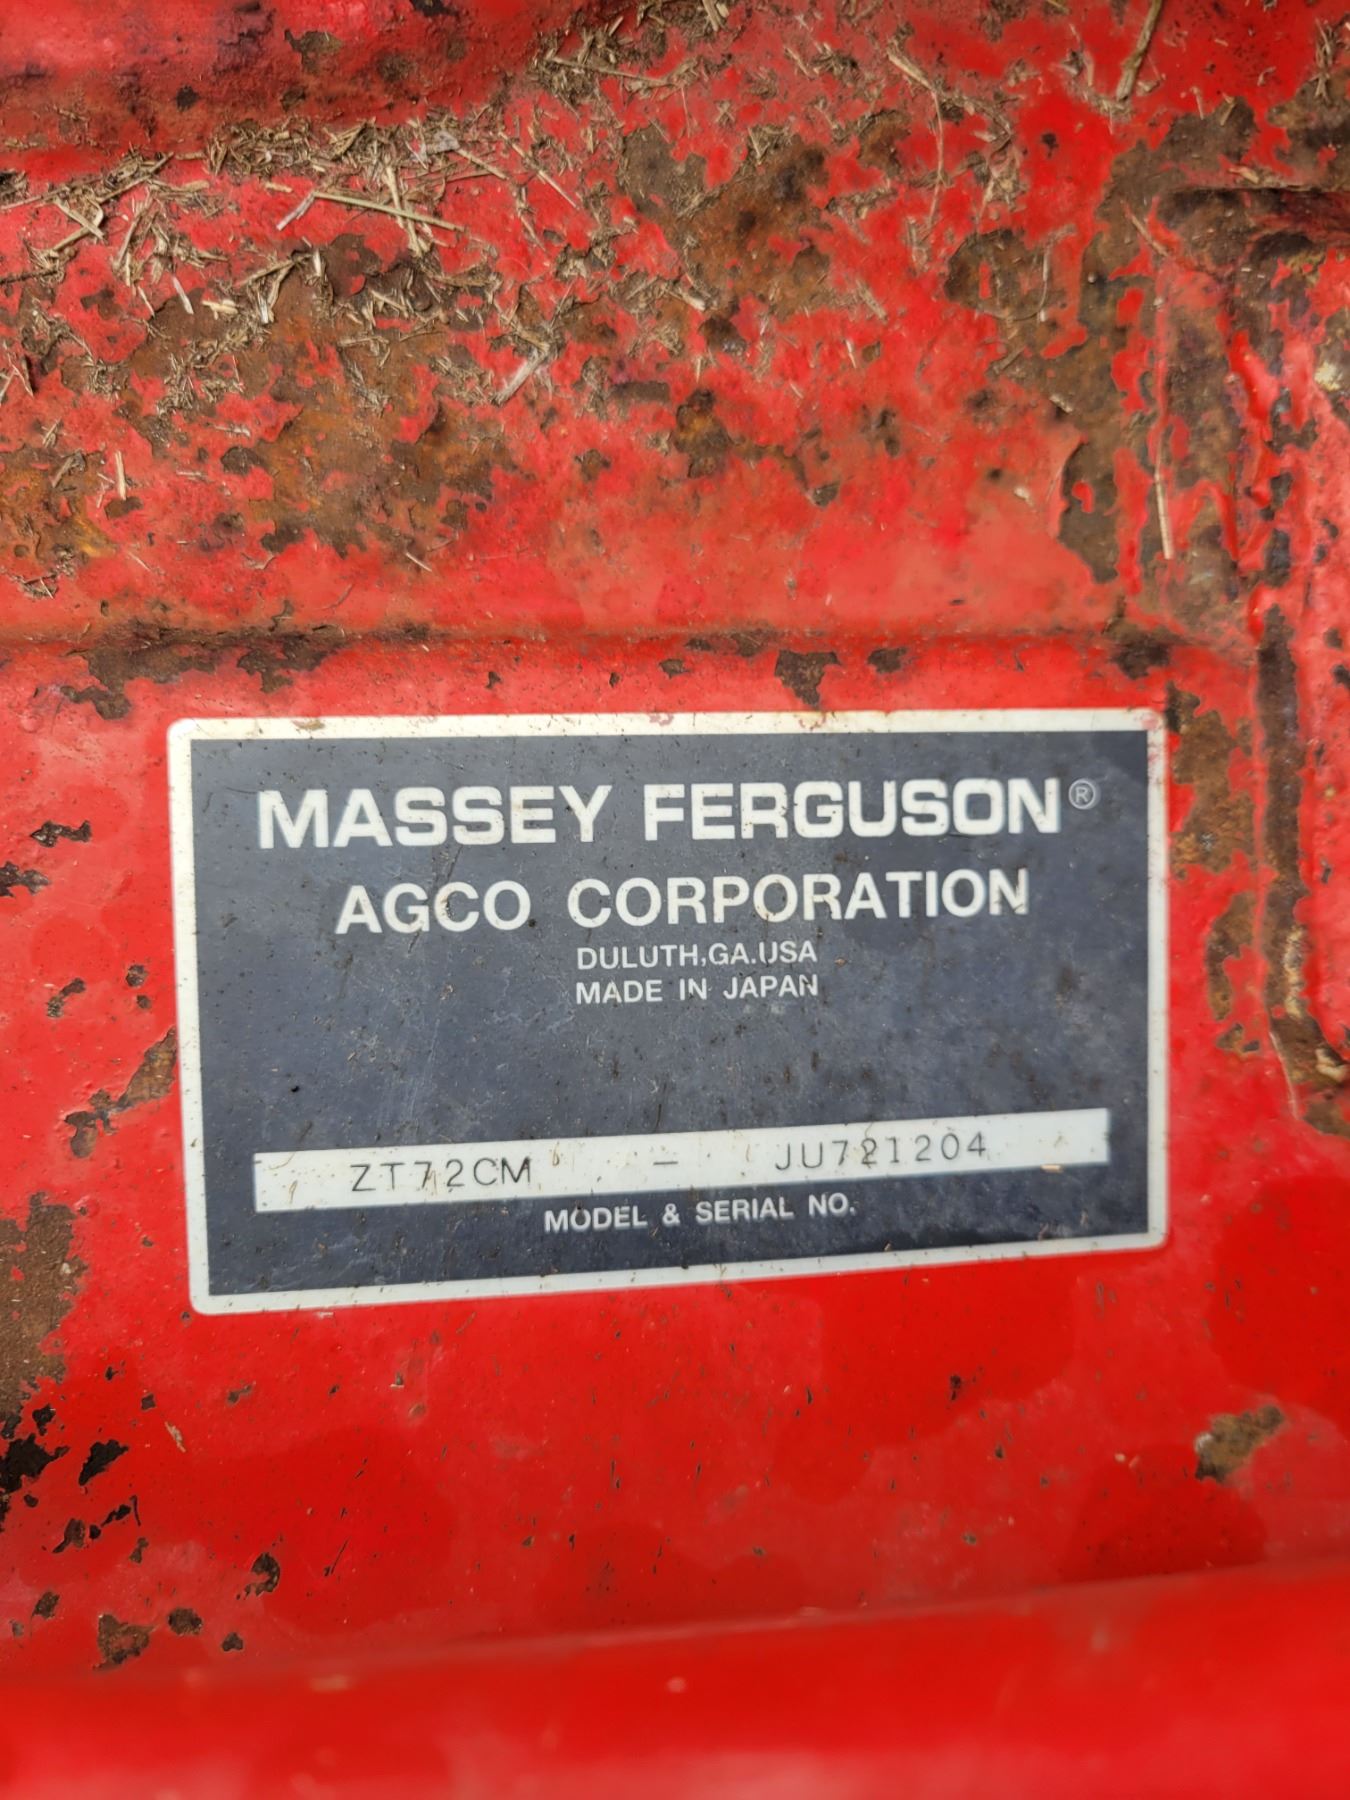 MASSEY FERGUSON®
AGCO CORPORATION
DULUTH,GA.USA
MADE IN JAPAN
ZT72CM - JU721204
MODEL & SERIAL NO.